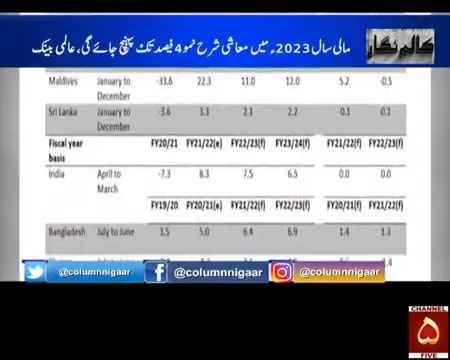 مالی سال 2023ء میں معاشی شرح نمو 4 فیصد تک پہنچ جائے گی، عالمی بینک
کالم نگار
Maldives January to December -33.6 22.3 11.0 12.0 5.2 -0.5
Sri Lanka January to December -3.6 3.3 2.1 2.2 -0.1 0.1
Fiscal year basis FY20/21 FY21/22(e) FY22/23(f) FY23/24(f) FY21/22(f) FY22/23(f)
India April to March -7.3 8.3 7.5 6.5 0.0 0.0
FY19/20 FY20/21(e) FY21/22(f) FY22/23(f) FY20/21(f) FY21/22(f)
Bangladesh July to June 3.5 5.0 6.4 6.9 1.4 1.3
@columnnigaar @columnnigaar @columnnigaar
CHANNEL
۵
FIVE